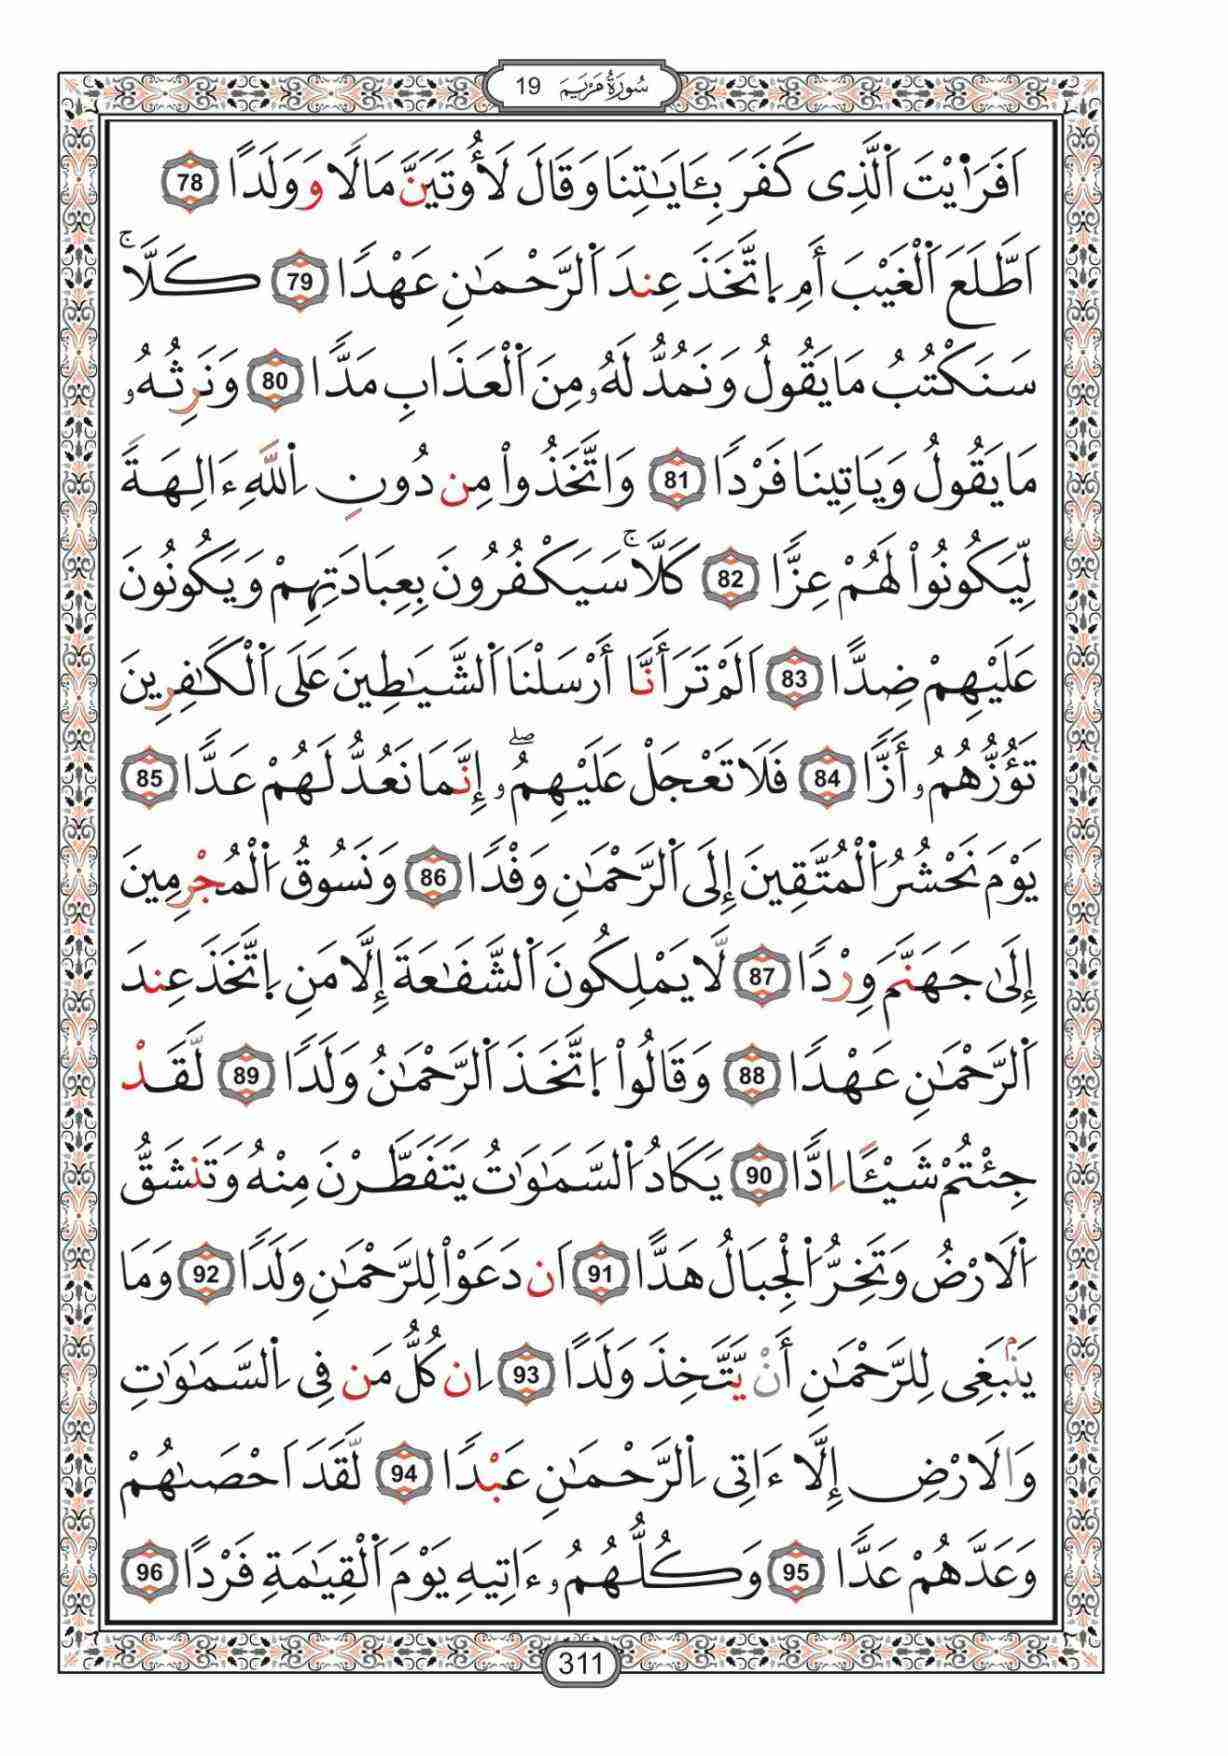 19 سُورَةُ مَرْيَمَ
اَفَرَٰٓيْتَ اَ۬لَّذِى كَفَرَ بِـَٔايَٰتِنَا وَقَالَ لَأُوتَيَنَّ مَالًا وَوَلَدًا 78
اَطَّلَعَ اَ۬لْغَيْبَ أَمِ اِ۪تَّخَذَ عِندَ اَ۬لرَّحْمَٰنِ عَهْدًا 79 كَلَّاۚ
سَنَكْتُبُ مَا يَقُولُ وَنَمُدُّ لَهُۥ مِنَ اَ۬لْعَذَابِ مَدًّا 80 وَنَرِثُهُۥ
مَا يَقُولُ وَيَاتِينَا فَرْدًا 81 وَاتَّخَذُواْ مِن دُونِ اِ۬للَّهِ ءَالِهَةً
لِّيَكُونُواْ لَهُمْ عِزًّا 82 كَلَّاۚ سَيَكْفُرُونَ بِعِبَادَتِهِمْ وَيَكُونُونَ
عَلَيْهِمْ ضِدًّا 83 اَلَمْ تَرَ أَنَّا أَرْسَلْنَا اَ۬لشَّيَٰطِينَ عَلَى اَ۬لْكَٰفِرِينَ
تَؤُزُّهُمُۥ أَزًّا 84 فَلَا تَعْجَلْ عَلَيْهِمُۥۖ إِنَّمَا نَعُدُّ لَهُمْ عَدًّا 85
يَوْمَ نَحْشُرُ اُ۬لْمُتَّقِينَ إِلَى اَ۬لرَّحْمَٰنِ وَفْدًا 86 وَنَسُوقُ اُ۬لْمُجْرِمِينَ
إِلَىٰ جَهَنَّمَ وِرْدًا 87 لَّا يَمْلِكُونَ اَ۬لشَّفَٰعَةَ إِلَّا مَنِ اِ۪تَّخَذَ عِندَ
اَ۬لرَّحْمَٰنِ عَهْدًا 88 وَقَالُواْ اُ۪تَّخَذَ اَ۬لرَّحْمَٰنُ وَلَدًا 89 لَّقَدْ
جِئْتُمْ شَيْـًٔا اِدًّا 90 يَكَادُ اُ۬لسَّمَٰوَٰتُ يَتَفَطَّرْنَ مِنْهُ وَتَنشَقُّ
اُ۬لَارْضُ وَتَخِرُّ اُ۬لْجِبَالُ هَدًّا 91 اَن دَعَوْاْ لِلرَّحْمَٰنِ وَلَدًا 92 وَمَا
يَنۢبَغِى لِلرَّحْمَٰنِ أَنْ يَّتَّخِذَ وَلَدًا 93 اِن كُلُّ مَن فِى اِ۬لسَّمَٰوَٰتِ
وَالَارْضِ إِلَّا ءَاتِى اِ۬لرَّحْمَٰنِ عَبْدًا 94 لَّقَدَ اَحْصَىٰهُمْ
وَعَدَّهُمْ عَدًّا 95 وَكُلُّهُمُۥ ءَاتِيهِ يَوْمَ اَ۬لْقِيَٰمَةِ فَرْدًا 96
311